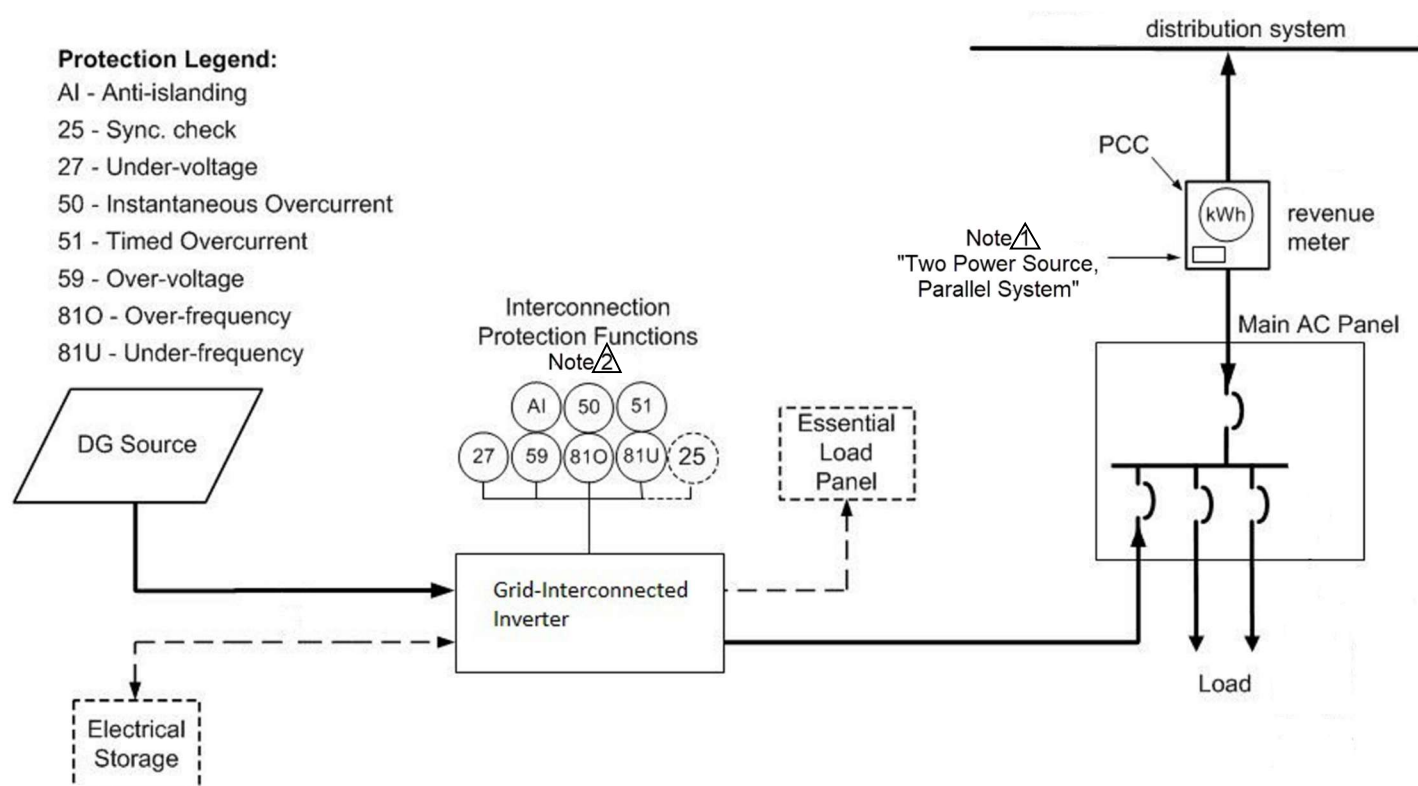 distribution system
Protection Legend:
AI - Anti-islanding
25 - Sync. check
27 - Under-voltage
50 - Instantaneous Overcurrent
51 - Timed Overcurrent
59 - Over-voltage
81O - Over-frequency
81U - Under-frequency
PCC
kWh
revenue
meter
Note 1
"Two Power Source,
Parallel System"
Main AC Panel
Interconnection
Protection Functions
Note 2
AI 50 51
27 59 81O 81U 25
DG Source
Essential
Load
Panel
Grid-Interconnected
Inverter
Load
Electrical
Storage